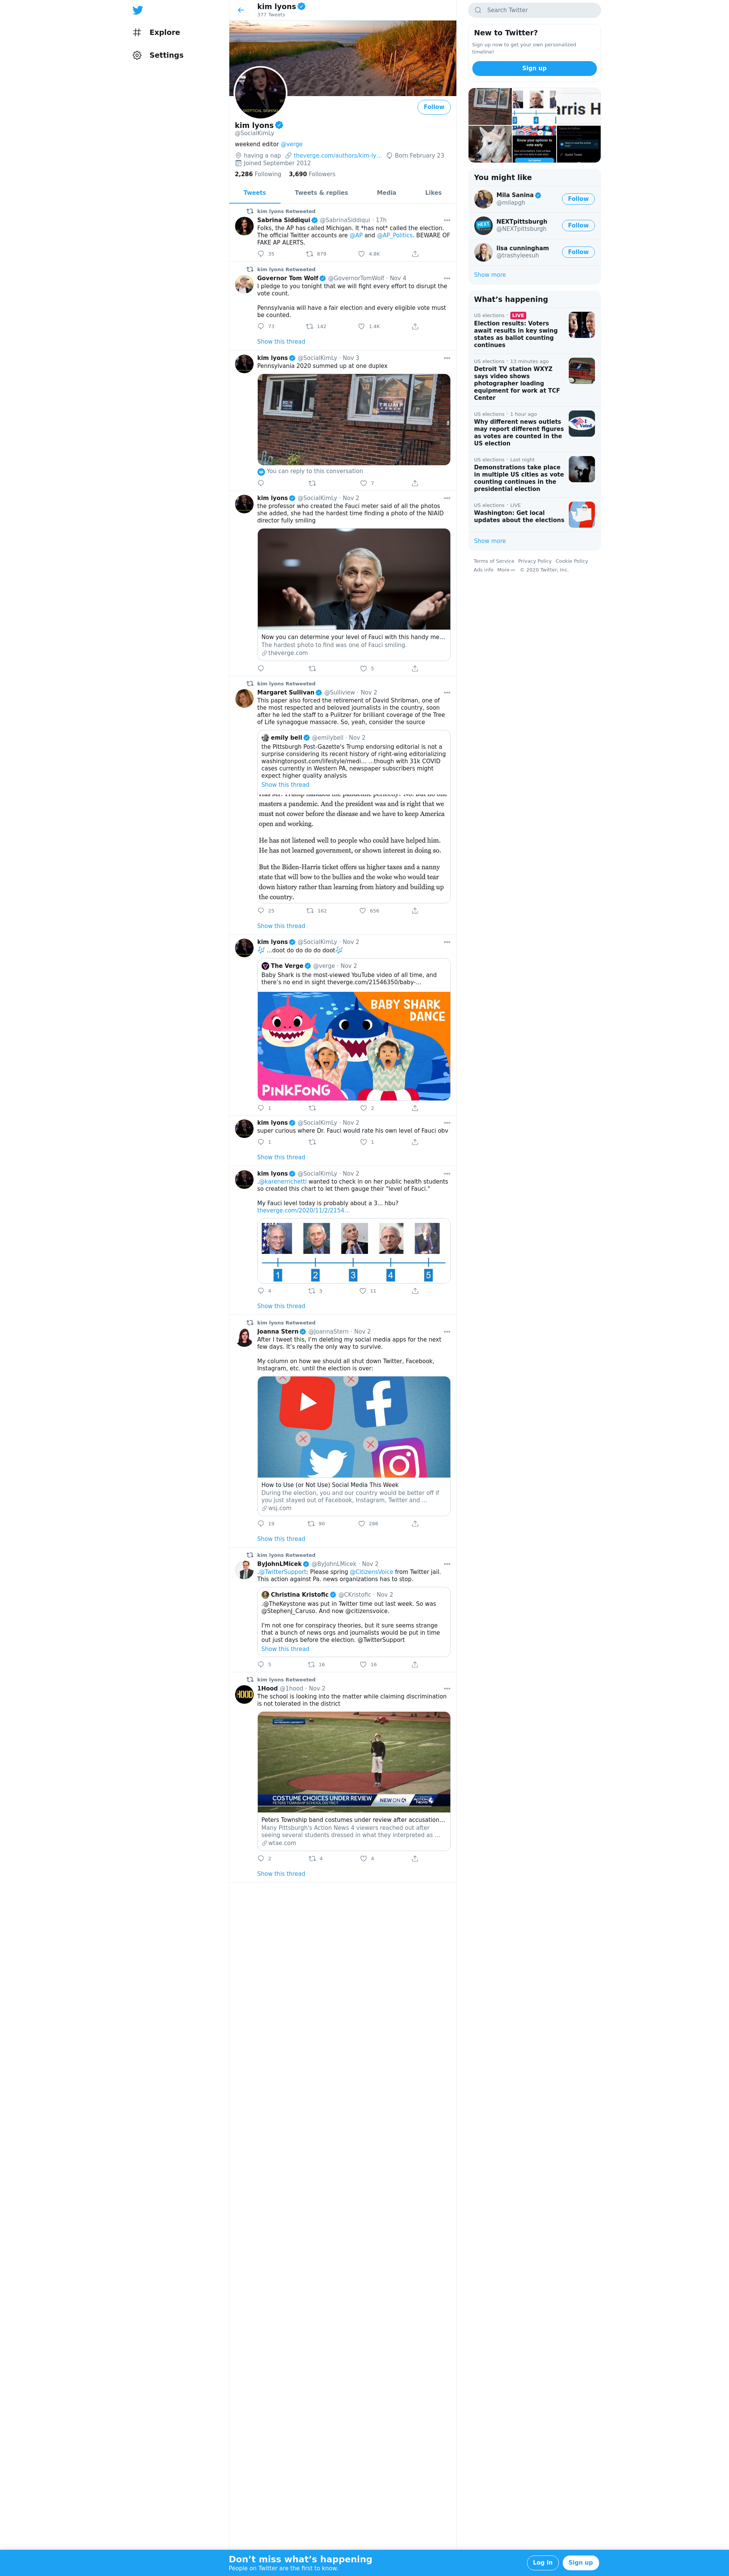 Explore
Settings
kim lyons
377 Tweets
Follow
kim lyons
@SocialKimLy
weekend editor @verge
having a nap theverge.com/authors/kim-ly… Born February 23
Joined September 2012
2,286 Following 3,690 Followers
Tweets Tweets & replies Media Likes
kim lyons Retweeted
Sabrina Siddiqui @SabrinaSiddiqui · 17h
Folks, the AP has called Michigan. It *has not* called the election.
The official Twitter accounts are @AP and @AP_Politics. BEWARE OF
FAKE AP ALERTS.
35 879 4.8K
kim lyons Retweeted
Governor Tom Wolf @GovernorTomWolf · Nov 4
I pledge to you tonight that we will fight every effort to disrupt the
vote count.
Pennsylvania will have a fair election and every eligible vote must
be counted.
73 142 1.4K
Show this thread
kim lyons @SocialKimLy · Nov 3
Pennsylvania 2020 summed up at one duplex
TRUMP
You can reply to this conversation
7
kim lyons @SocialKimLy · Nov 2
the professor who created the Fauci meter said of all the photos
she added, she had the hardest time finding a photo of the NIAID
director fully smiling
Now you can determine your level of Fauci with this handy me…
The hardest photo to find was one of Fauci smiling.
theverge.com
5
kim lyons Retweeted
Margaret Sullivan @Sulliview · Nov 2
This paper also forced the retirement of David Shribman, one of
the most respected and beloved journalists in the country, soon
after he led the staff to a Pulitzer for brilliant coverage of the Tree
of Life synagogue massacre. So, yeah, consider the source
emily bell @emilybell · Nov 2
the Pittsburgh Post-Gazette's Trump endorsing editorial is not a
surprise considering its recent history of right-wing editorializing
washingtonpost.com/lifestyle/medi… …though with 31k COVID
cases currently in Western PA, newspaper subscribers might
expect higher quality analysis
Show this thread
Has Mr. Trump handled the pandemic perfectly? No. But no one
masters a pandemic. And the president was and is right that we
must not cower before the disease and we have to keep America
open and working.
He has not listened well to people who could have helped him.
He has not learned government, or shown interest in doing so.
But the Biden-Harris ticket offers us higher taxes and a nanny
state that will bow to the bullies and the woke who would tear
down history rather than learning from history and building up
the country.
25 162 656
Show this thread
kim lyons @SocialKimLy · Nov 2
🎶 …doot do do do do doot🎶
The Verge @verge · Nov 2
Baby Shark is the most-viewed YouTube video of all time, and
there's no end in sight theverge.com/21546350/baby-…
BABY SHARK
DANCE
PINKFONG
1 2
kim lyons @SocialKimLy · Nov 2
super curious where Dr. Fauci would rate his own level of Fauci obv
1 1
Show this thread
kim lyons @SocialKimLy · Nov 2
.@karenerrichetti wanted to check in on her public health students
so created this chart to let them gauge their "level of Fauci."
My Fauci level today is probably about a 3... hbu?
theverge.com/2020/11/2/2154…
1 2 3 4 5
4 3 11
Show this thread
kim lyons Retweeted
Joanna Stern @JoannaStern · Nov 2
After I tweet this, I'm deleting my social media apps for the next
few days. It's really the only way to survive.
My column on how we should all shut down Twitter, Facebook,
Instagram, etc. until the election is over:
How to Use (or Not Use) Social Media This Week
During the election, you and our country would be better off if
you just stayed out of Facebook, Instagram, Twitter and …
wsj.com
19 90 286
Show this thread
kim lyons Retweeted
ByJohnLMicek @ByJohnLMicek · Nov 2
.@TwitterSupport: Please spring @CitizensVoice from Twitter jail.
This action against Pa. news organizations has to stop.
Christina Kristofic @CKristofic · Nov 2
.@TheKeystone was put in Twitter time out last week. So was
@StephenJ_Caruso. And now @citizensvoice.
I'm not one for conspiracy theories, but it sure seems strange
that a bunch of news orgs and journalists would be put in time
out just days before the election. @TwitterSupport
Show this thread
5 16 16
kim lyons Retweeted
1Hood @1hood · Nov 2
The school is looking into the matter while claiming discrimination
is not tolerated in the district
COSTUME CHOICES UNDER REVIEW
PETERS TOWNSHIP SCHOOL DISTRICT
NEW ON 4
Peters Township band costumes under review after accusation…
Many Pittsburgh's Action News 4 viewers reached out after
seeing several students dressed in what they interpreted as …
wtae.com
2 4 4
Show this thread
Search Twitter
New to Twitter?
Sign up now to get your own personalized
timeline!
Sign up
arris H
You might like
Mila Sanina
@milapgh
Follow
NEXTpittsburgh
@NEXTpittsburgh
Follow
lisa cunningham
@trashyleesuh
Follow
Show more
What's happening
US elections · LIVE
Election results: Voters
await results in key swing
states as ballot counting
continues
US elections · 13 minutes ago
Detroit TV station WXYZ
says video shows
photographer loading
equipment for work at TCF
Center
US elections · 1 hour ago
Why different news outlets
may report different figures
as votes are counted in the
US election
US elections · Last night
Demonstrations take place
in multiple US cities as vote
counting continues in the
presidential election
US elections · LIVE
Washington: Get local
updates about the elections
Show more
Terms of Service Privacy Policy Cookie Policy
Ads info More ··· © 2020 Twitter, Inc.
Don't miss what's happening
People on Twitter are the first to know.
Log in
Sign up